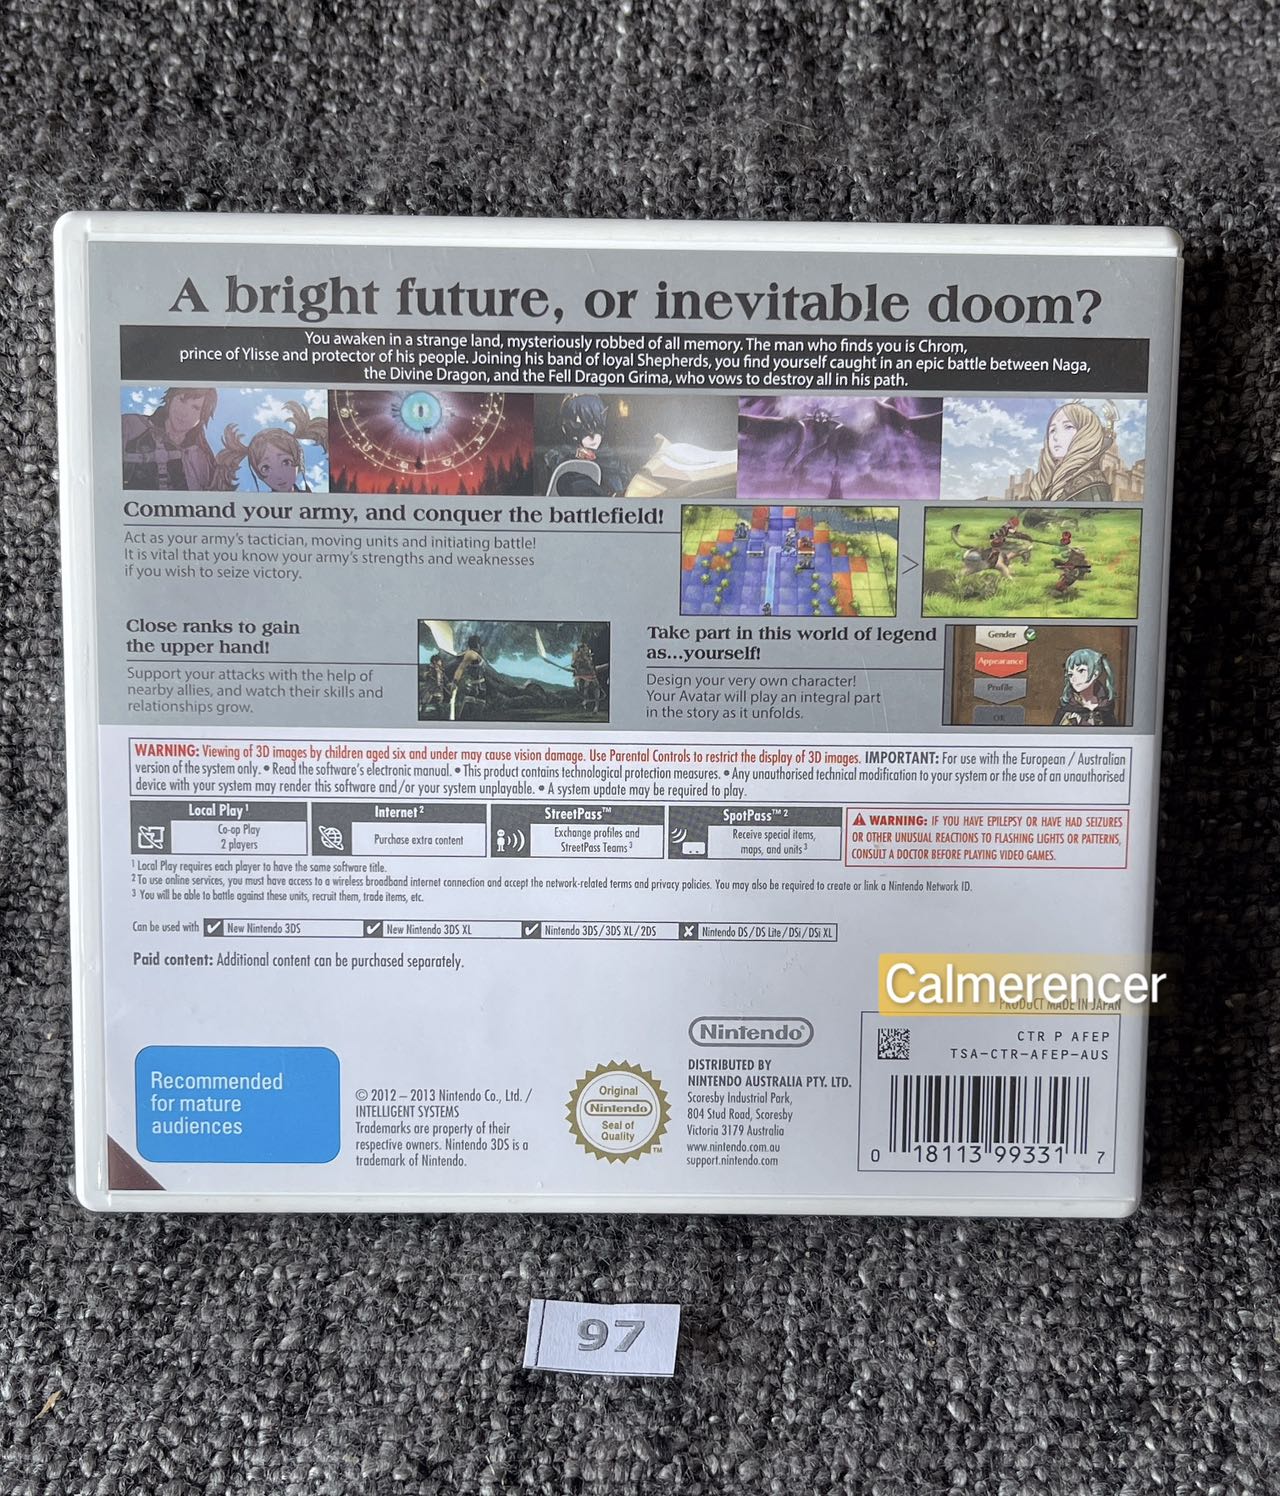 A bright future, or inevitable doom?
You awaken in a strange land, mysteriously robbed of all memory. The man who finds you is Chrom,
prince of Ylisse and protector of his people. Joining his band of loyal Shepherds, you find yourself caught in an epic battle between Naga,
the Divine Dragon, and the Fell Dragon Grima, who vows to destroy all in his path.
Command your army, and conquer the battlefield!
Act as your army's tactician, moving units and initiating battle!
It is vital that you know your army's strengths and weaknesses
if you wish to seize victory.
>
Close ranks to gain
the upper hand!
Support your attacks with the help of
nearby allies, and watch their skills and
relationships grow.
Take part in this world of legend
as...yourself!
Design your very own character!
Your Avatar will play an integral part
in the story as it unfolds.
Gender
Appearance
Profile
OK
WARNING: Viewing of 3D images by children aged six and under may cause vision damage. Use Parental Controls to restrict the display of 3D images. IMPORTANT: For use with the European / Australian
version of the system only. • Read the software's electronic manual. • This product contains technological protection measures. • Any unauthorised technical modification to your system or the use of an unauthorised
device with your system may render this software and/or your system unplayable. • A system update may be required to play.
Local Play 1
Co-op Play
2 players
Internet 2
Purchase extra content
StreetPass™
Exchange profiles and
StreetPass Teams 3
SpotPass™ 2
Receive special items,
maps, and units 3
WARNING: IF YOU HAVE EPILEPSY OR HAVE HAD SEIZURES
OR OTHER UNUSUAL REACTIONS TO FLASHING LIGHTS OR PATTERNS,
CONSULT A DOCTOR BEFORE PLAYING VIDEO GAMES.
1 Local Play requires each player to have the same software title.
2 To use online services, you must have access to a wireless broadband internet connection and accept the network-related terms and privacy policies. You may also be required to create or link a Nintendo Network ID.
3 You will be able to battle against these units, recruit them, trade items, etc.
Can be used with ✔ New Nintendo 3DS ✔ New Nintendo 3DS XL ✔ Nintendo 3DS/3DS XL/2DS ✘ Nintendo DS/DS Lite/DSi/DSi XL
Paid content: Additional content can be purchased separately.
Calmerencer
PRODUCT MADE IN JAPAN
CTR P AFEP
TSA-CTR-AFEP-AUS
0 18113 99331 7
Recommended
for mature
audiences
© 2012 – 2013 Nintendo Co., Ltd. /
INTELLIGENT SYSTEMS
Trademarks are property of their
respective owners. Nintendo 3DS is a
trademark of Nintendo.
Original
Nintendo
Seal of
Quality
TM
Nintendo®
DISTRIBUTED BY
NINTENDO AUSTRALIA PTY. LTD.
Scoresby Industrial Park,
804 Stud Road, Scoresby
Victoria 3179 Australia
www.nintendo.com.au
support.nintendo.com
97